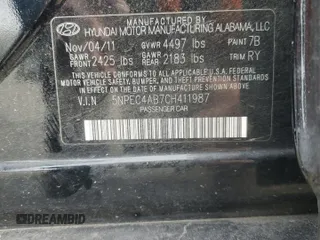 MANUFACTURED BY
HYUNDAI MOTOR MANUFACTURING ALABAMA, LLC
Nov/04/11 GVWR 4497 lbs PAINT 7B
GAWR FRONT 2425 lbs GAWR REAR 2183 lbs TRIM RY
THIS VEHICLE CONFORMS TO ALL APPLICABLE FEDERAL MOTOR
VEHICLE SAFETY, BUMPER, AND THEFT PREVENTION STANDARDS
IN EFFECT ON THE DATE OF MANUFACTURE SHOWN ABOVE.
V.I.N 5NPEC4AB7CH411987
PASSENGER CAR
DREAMBID